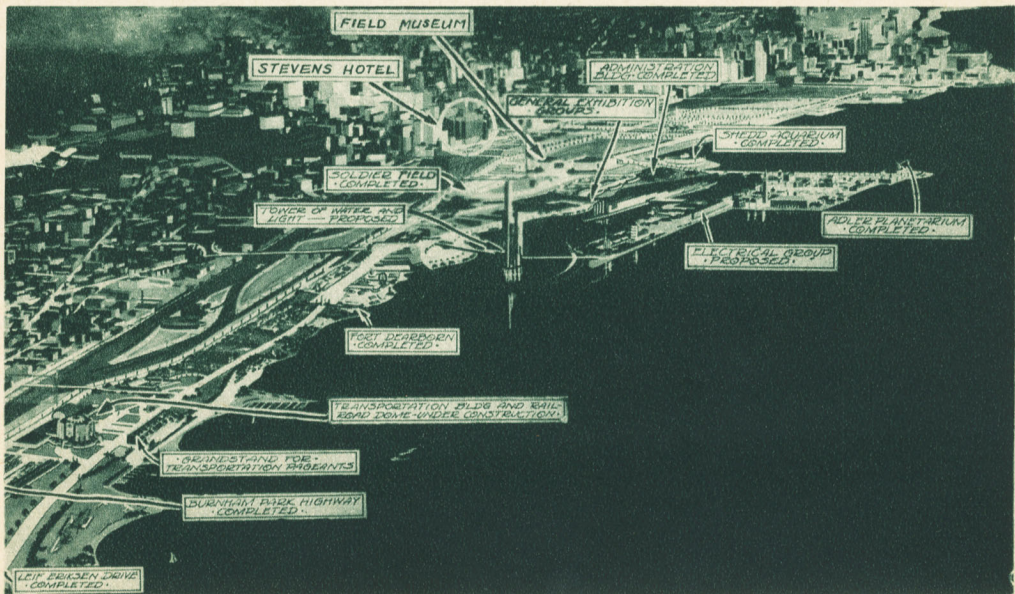 FIELD MUSEUM
STEVENS HOTEL
ADMINISTRATION
BLDG. COMPLETED
GENERAL EXHIBITION
GROUPS.
SHEDD AQUARIUM
COMPLETED.
SOLDIER FIELD
COMPLETED.
TOWER OF WATER AND
LIGHT — PROPOSED
ADLER PLANETARIUM
COMPLETED.
ELECTRICAL GROUP
PROPOSED.
FORT DEARBORN
COMPLETED.
TRANSPORTATION BLDG AND RAIL-
ROAD DOME-UNDER CONSTRUCTION.
GRANDSTAND FOR
TRANSPORTATION PAGEANTS
BURNHAM PARK HIGHWAY
COMPLETED.
LEIF ERIKSEN DRIVE
COMPLETED.